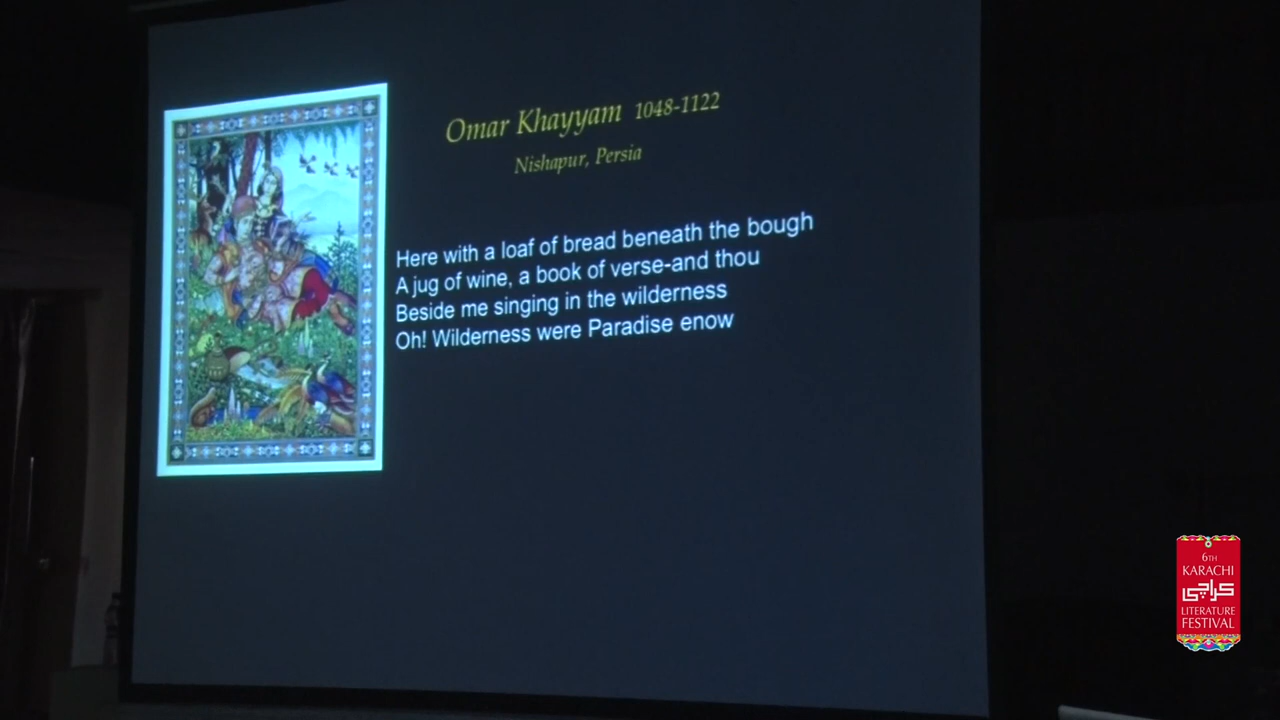 Omar Khayyam 1048-1122
Nishapur, Persia
Here with a loaf of bread beneath the bough
A jug of wine, a book of verse-and thou
Beside me singing in the wilderness
Oh! Wilderness were Paradise enow
6TH
KARACHI
کراچی
LITERATURE
FESTIVAL